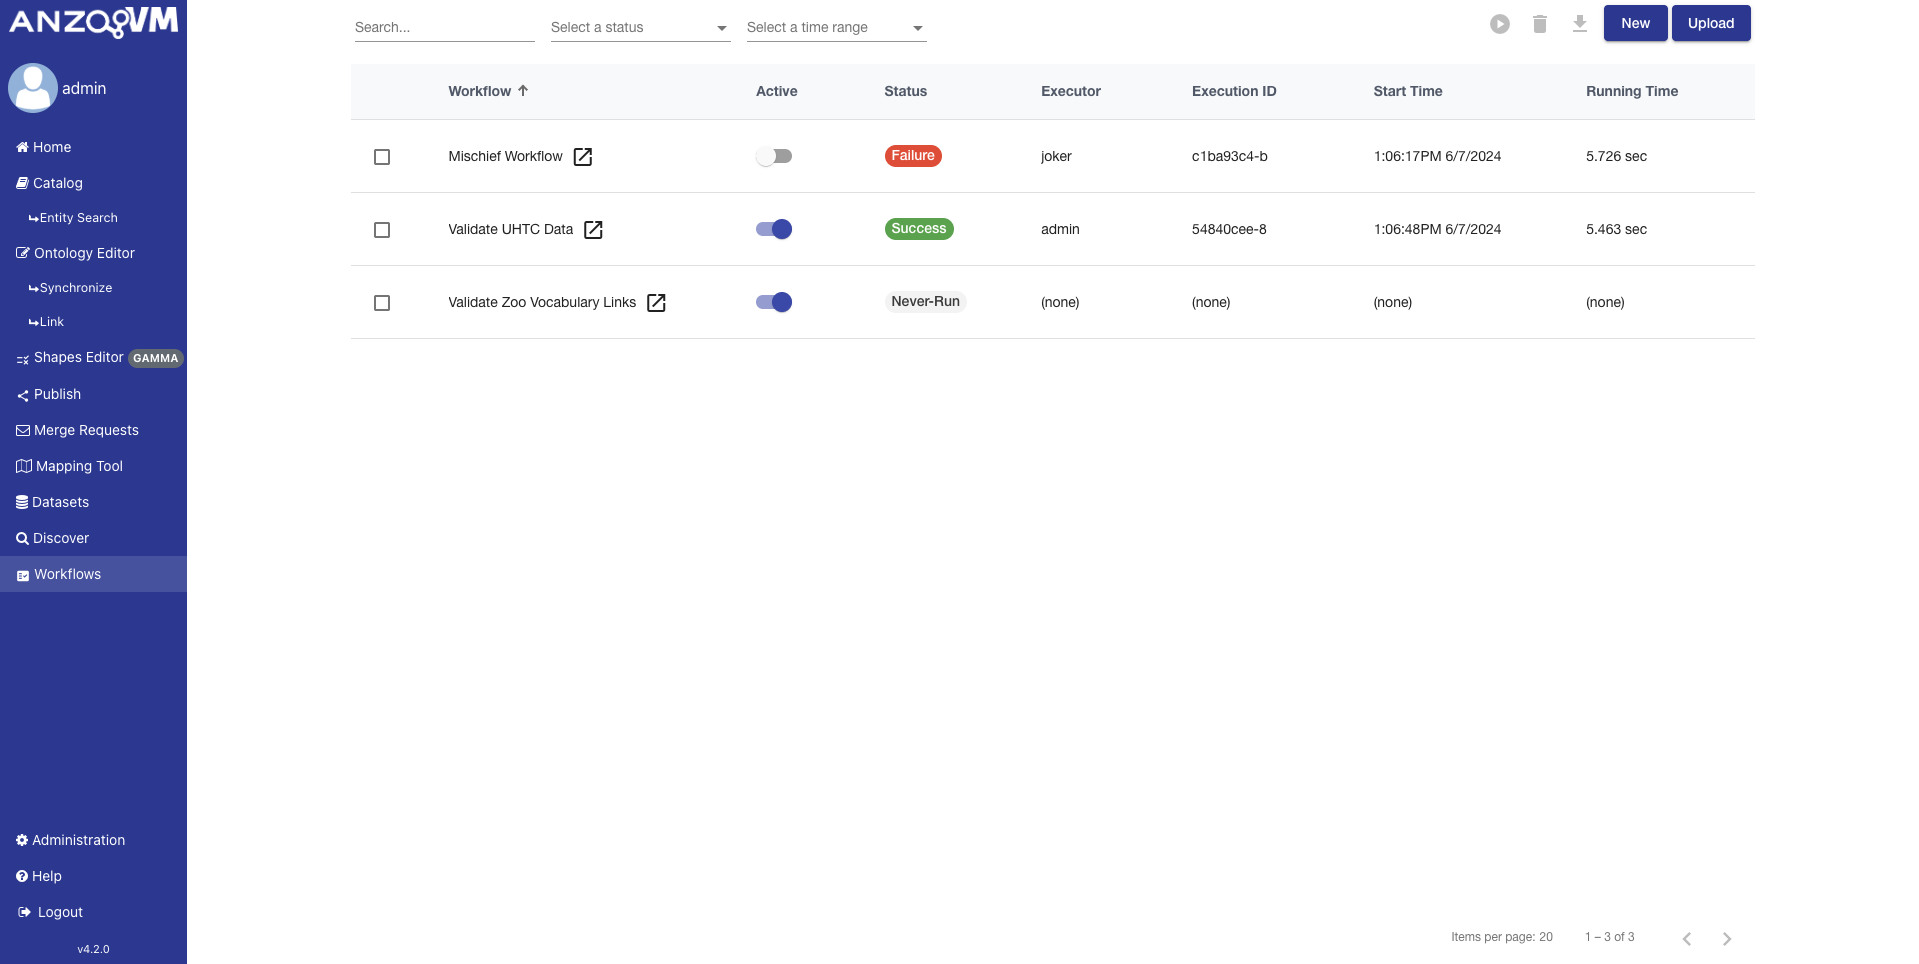 ANZOVM
admin
Home
Catalog
Entity Search
Ontology Editor
Synchronize
Link
Shapes Editor GAMMA
Publish
Merge Requests
Mapping Tool
Datasets
Discover
Workflows
Administration
Help
Logout
v4.2.0
Search... Select a status Select a time range New Upload
Workflow Active Status Executor Execution ID Start Time Running Time
Mischief Workflow Failure joker c1ba93c4-b 1:06:17PM 6/7/2024 5.726 sec
Validate UHTC Data Success admin 54840cee-8 1:06:48PM 6/7/2024 5.463 sec
Validate Zoo Vocabulary Links Never-Run (none) (none) (none) (none)
Items per page: 20 1 – 3 of 3